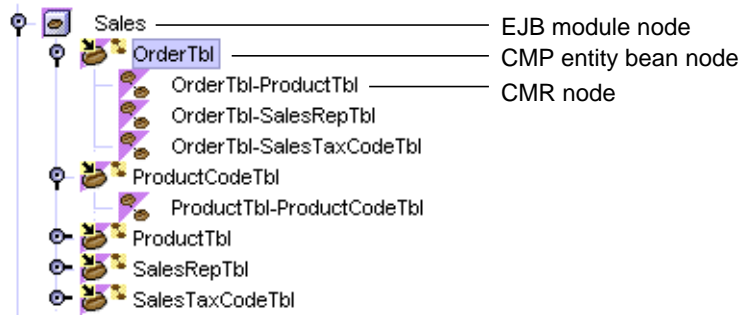 Sales EJB module node
OrderTbl CMP entity bean node
OrderTbl-ProductTbl CMR node
OrderTbl-SalesRepTbl
OrderTbl-SalesTaxCodeTbl
ProductCodeTbl
ProductTbl-ProductCodeTbl
ProductTbl
SalesRepTbl
SalesTaxCodeTbl